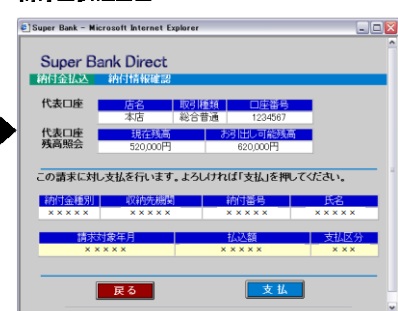 Super Bank - Microsoft Internet Explorer
Super Bank Direct
納付金払込 納付情報確認
代表口座 店名 取引種類 口座番号
本店 総合普通 1234567
代表口座 残高照会 現在残高 お引出し可能残高
520,000円 620,000円
この請求に対し支払を行います。よろしければ「支払」を押してください。
納付金種別 収納先機関 納付番号 氏名
××××× ××××× ××××× ×××××
請求対象年月 払込額 支払区分
××××× ××××× ×××
戻る 支払